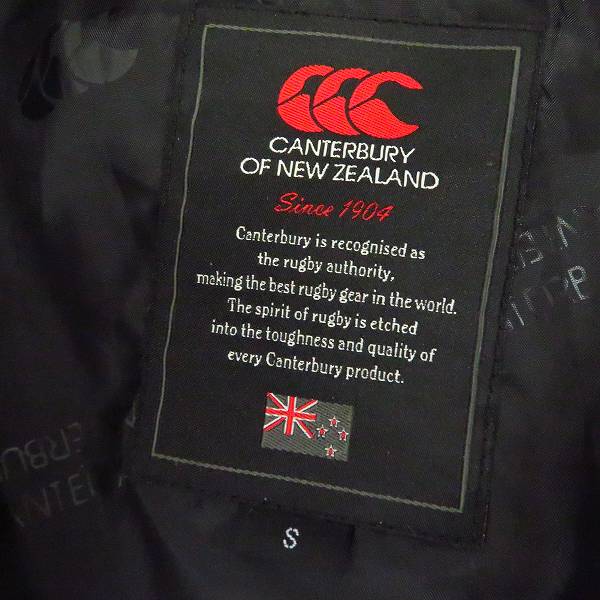 CANTERBURY
OF NEW ZEALAND
Since 1904
Canterbury is recognised as
the rugby authority,
making the best rugby gear in the world.
The spirit of rugby is etched
into the toughness and quality of
every Canterbury product.
S